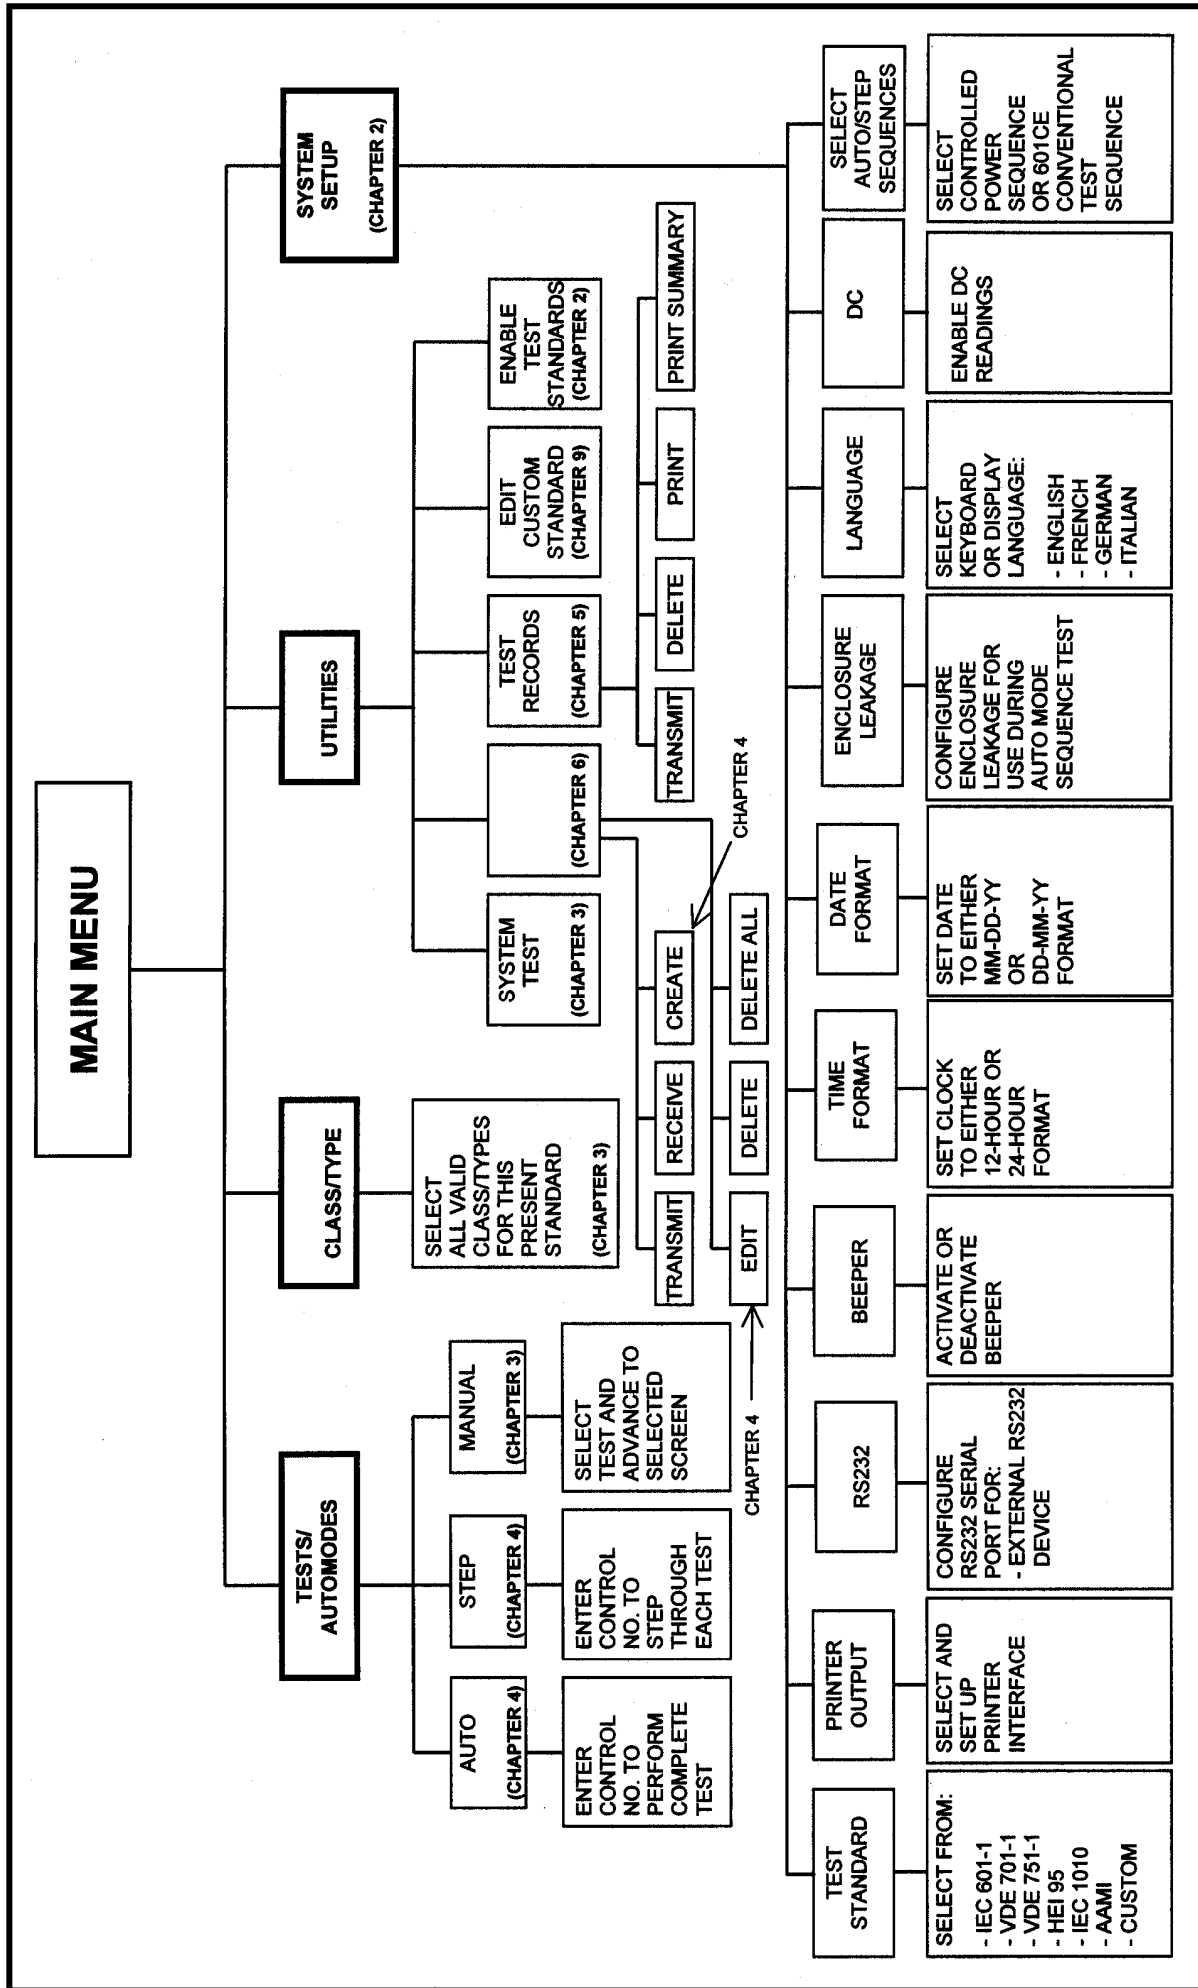 MAIN MENU
TESTS/
AUTOMODES
CLASS/TYPE
UTILITIES
SYSTEM
SETUP
(CHAPTER 2)
AUTO
(CHAPTER 4)
STEP
(CHAPTER 4)
MANUAL
(CHAPTER 3)
ENTER
CONTROL
NO. TO
PERFORM
COMPLETE
TEST
ENTER
CONTROL
NO. TO
STEP
THROUGH
EACH TEST
SELECT
TEST AND
ADVANCE TO
SELECTED
SCREEN
SELECT
ALL VALID
CLASS/TYPES
FOR THIS
PRESENT
STANDARD
(CHAPTER 3)
SYSTEM
TEST
(CHAPTER 3)
(CHAPTER 6)
TEST
RECORDS
(CHAPTER 5)
EDIT
CUSTOM
STANDARD
(CHAPTER 9)
ENABLE
TEST
STANDARDS
(CHAPTER 2)
TRANSMIT
RECEIVE
CREATE
CHAPTER 4
EDIT
DELETE
DELETE ALL
CHAPTER 4
TRANSMIT
DELETE
PRINT
PRINT SUMMARY
TEST
STANDARD
PRINTER
OUTPUT
RS232
BEEPER
TIME
FORMAT
DATE
FORMAT
ENCLOSURE
LEAKAGE
LANGUAGE
DC
SELECT
AUTO/STEP
SEQUENCES
SELECT FROM:
- IEC 601-1
- VDE 701-1
- VDE 751-1
- HEI 95
- IEC 1010
- AAMI
- CUSTOM
SELECT AND
SET UP
PRINTER
INTERFACE
CONFIGURE
RS232 SERIAL
PORT FOR:
- EXTERNAL RS232
DEVICE
ACTIVATE OR
DEACTIVATE
BEEPER
SET CLOCK
TO EITHER
12-HOUR OR
24-HOUR
FORMAT
SET DATE
TO EITHER
MM-DD-YY
OR
DD-MM-YY
FORMAT
CONFIGURE
ENCLOSURE
LEAKAGE FOR
USE DURING
AUTO MODE
SEQUENCE TEST
SELECT
KEYBOARD
OR DISPLAY
LANGUAGE:
- ENGLISH
- FRENCH
- GERMAN
- ITALIAN
ENABLE DC
READINGS
SELECT
CONTROLLED
POWER
SEQUENCE
OR 601CE
CONVENTIONAL
TEST
SEQUENCE